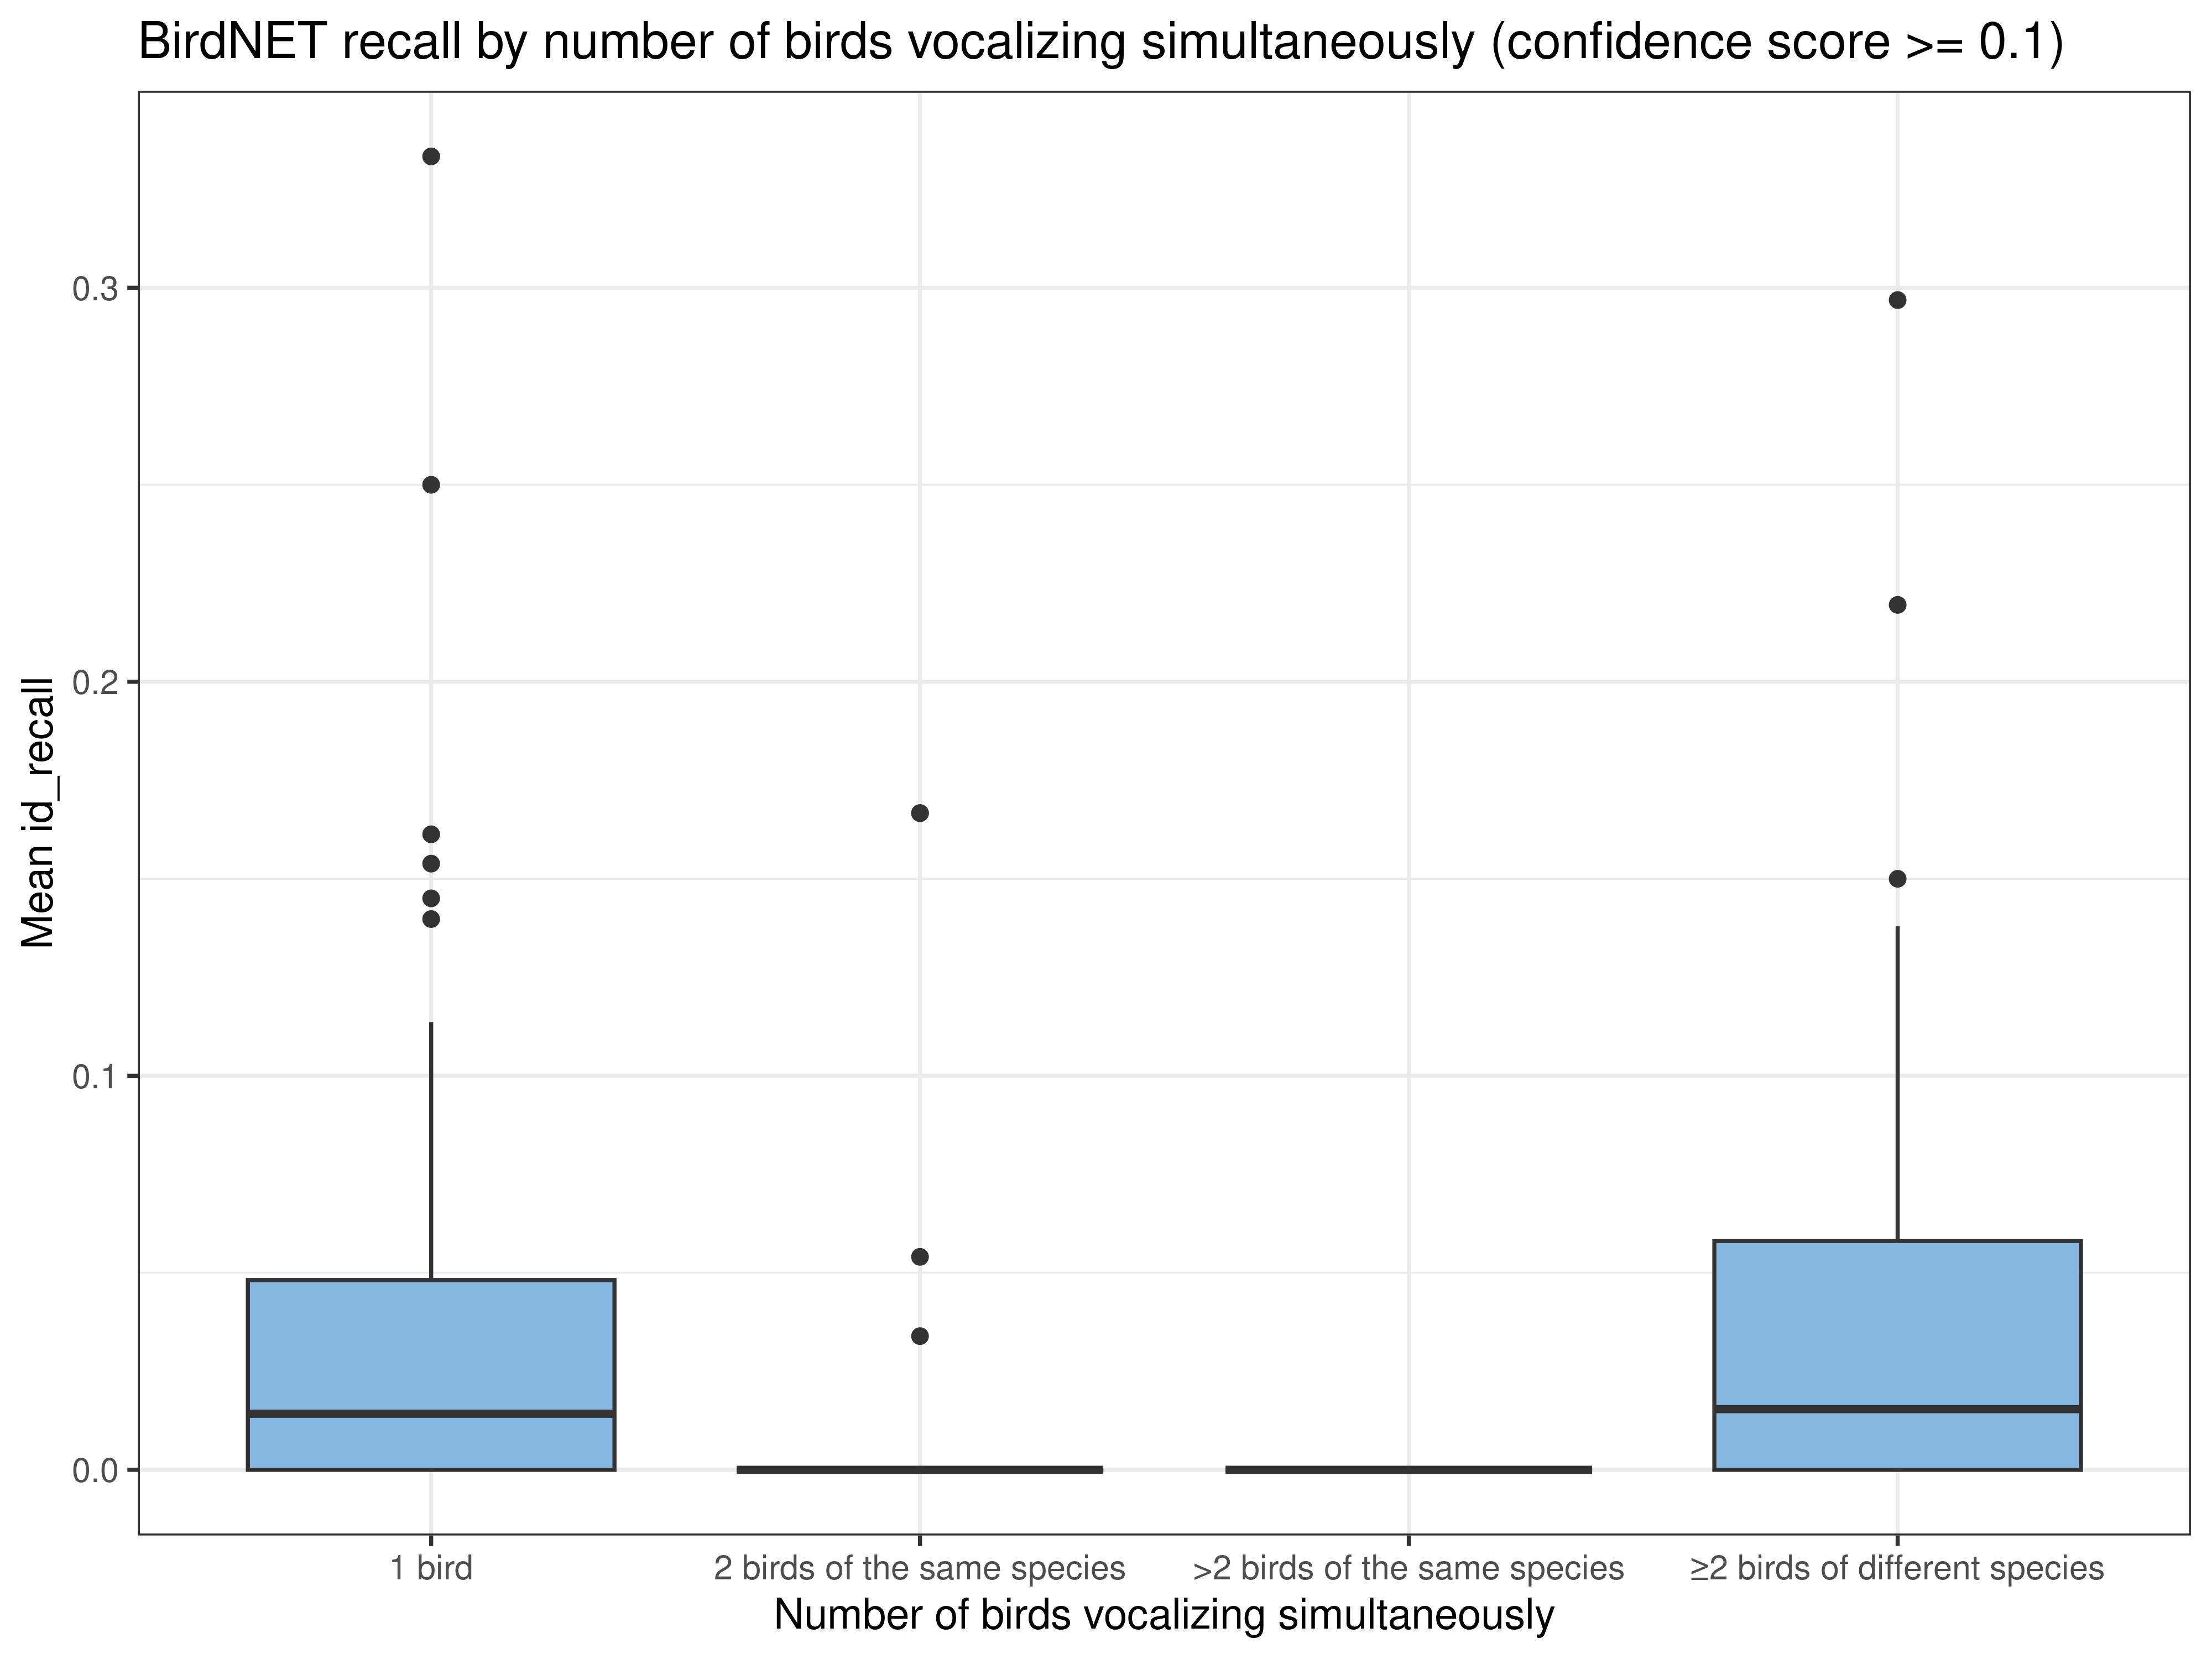 BirdNET recall by number of birds vocalizing simultaneously (confidence score >= 0.1)
Mean id_recall
0.3
0.2
0.1
0.0
1 bird
2 birds of the same species
>2 birds of the same species
≥2 birds of different species
Number of birds vocalizing simultaneously